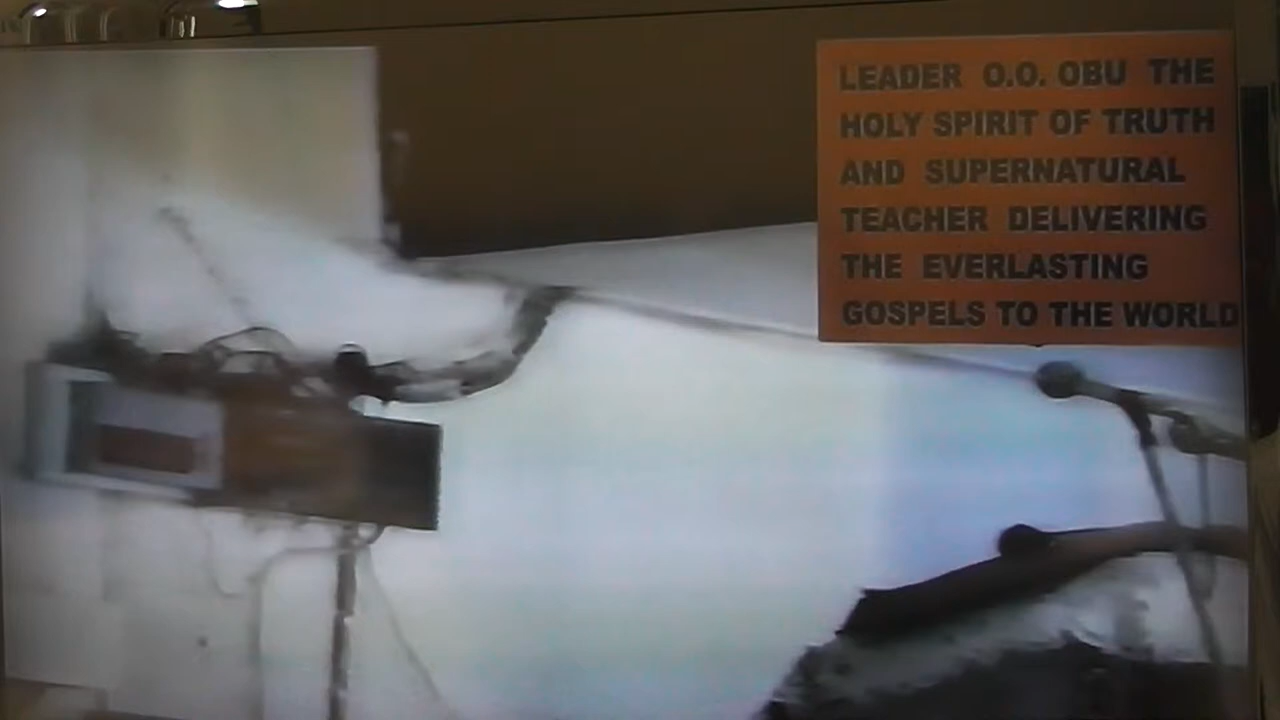 LEADER O.O. OBU THE
HOLY SPIRIT OF TRUTH
AND SUPERNATURAL
TEACHER DELIVERING
THE EVERLASTING
GOSPELS TO THE WORLD